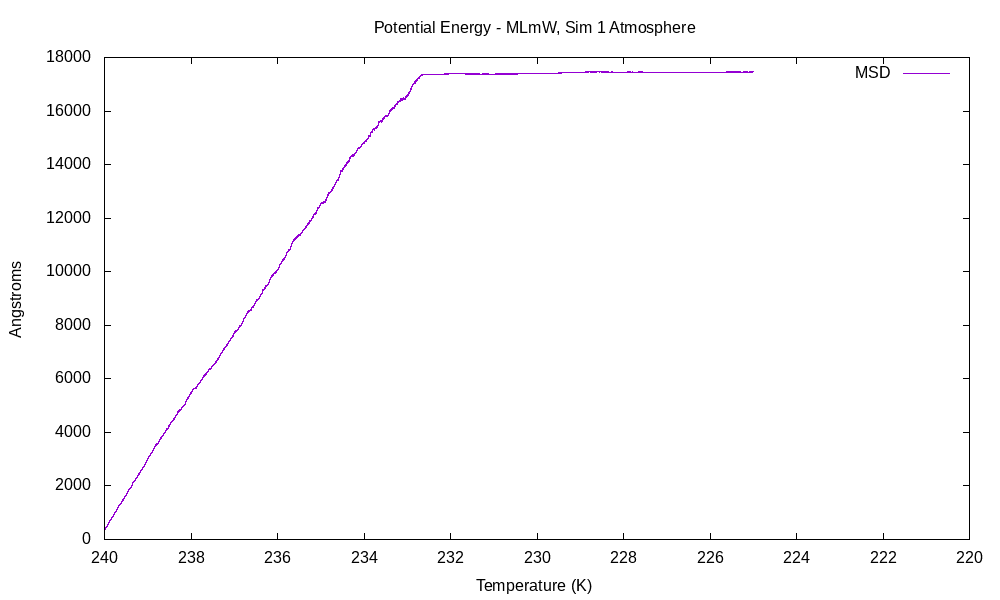 Potential Energy - MLmW, Sim 1 Atmosphere
18000
MSD
16000
14000
12000
10000
8000
6000
4000
2000
0
Angstroms
240 238 236 234 232 230 228 226 224 222 220
Temperature (K)